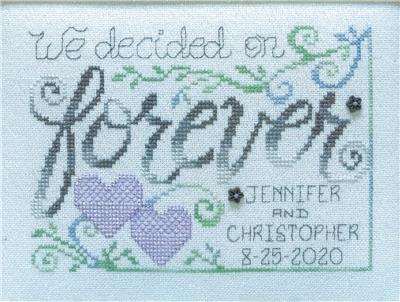 We decided on
forever
JENNIFER
AND
CHRISTOPHER
8-25-2020